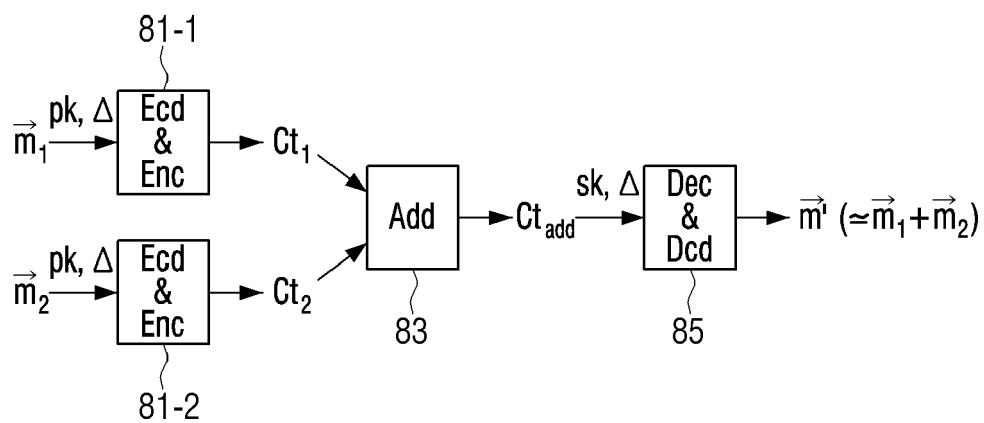 81-1
m⃗₁ pk, Δ Ecd & Enc Ct₁
Add
83
m⃗₂ pk, Δ Ecd & Enc Ct₂
81-2
Ct_add sk, Δ Dec & Dcd m⃗' (≃m⃗₁+m⃗₂)
85